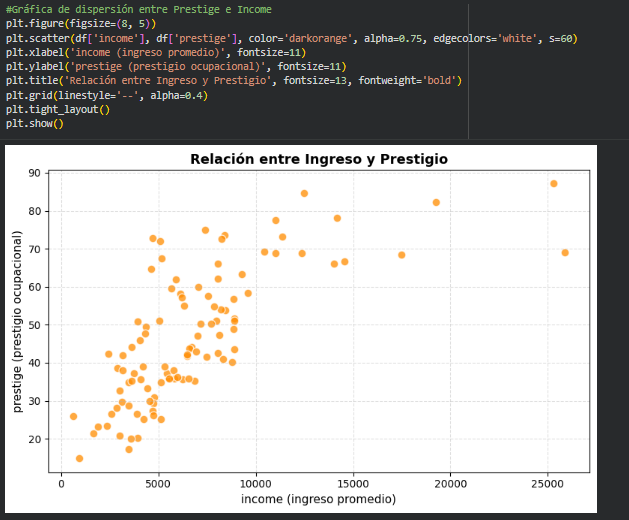 #Gráfica de dispersión entre Prestige e Income
plt.figure(figsize=(8, 5))
plt.scatter(df['income'], df['prestige'], color='darkorange', alpha=0.75, edgecolors='white', s=60)
plt.xlabel('income (ingreso promedio)', fontsize=11)
plt.ylabel('prestige (prestigio ocupacional)', fontsize=11)
plt.title('Relación entre Ingreso y Prestigio', fontsize=13, fontweight='bold')
plt.grid(linestyle='--', alpha=0.4)
plt.tight_layout()
plt.show()
Relación entre Ingreso y Prestigio
prestige (prestigio ocupacional)
90
80
70
60
50
40
30
20
0 5000 10000 15000 20000 25000
income (ingreso promedio)